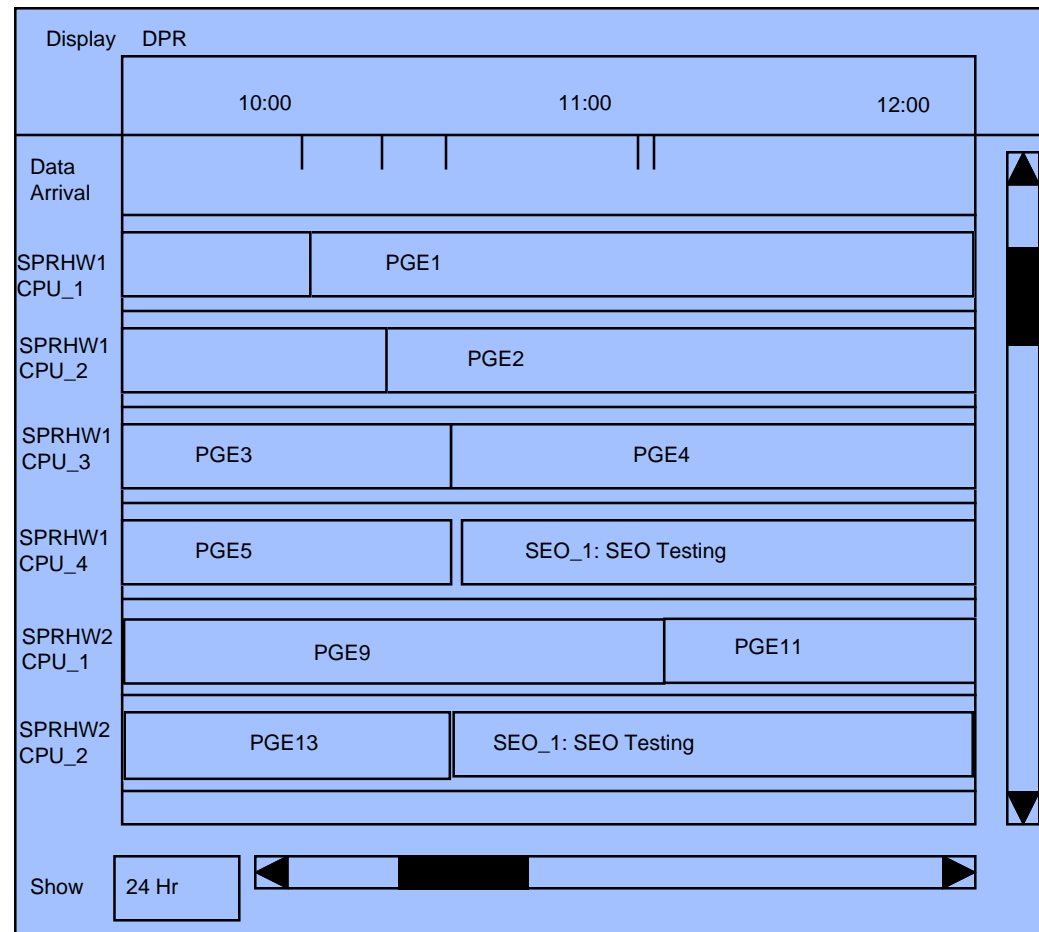 Display DPR
10:00 11:00 12:00
Data
Arrival
SPRHW1
CPU_1
PGE1
SPRHW1
CPU_2
PGE2
SPRHW1
CPU_3
PGE3 PGE4
SPRHW1
CPU_4
PGE5 SEO_1: SEO Testing
SPRHW2
CPU_1
PGE9 PGE11
SPRHW2
CPU_2
PGE13 SEO_1: SEO Testing
Show 24 Hr